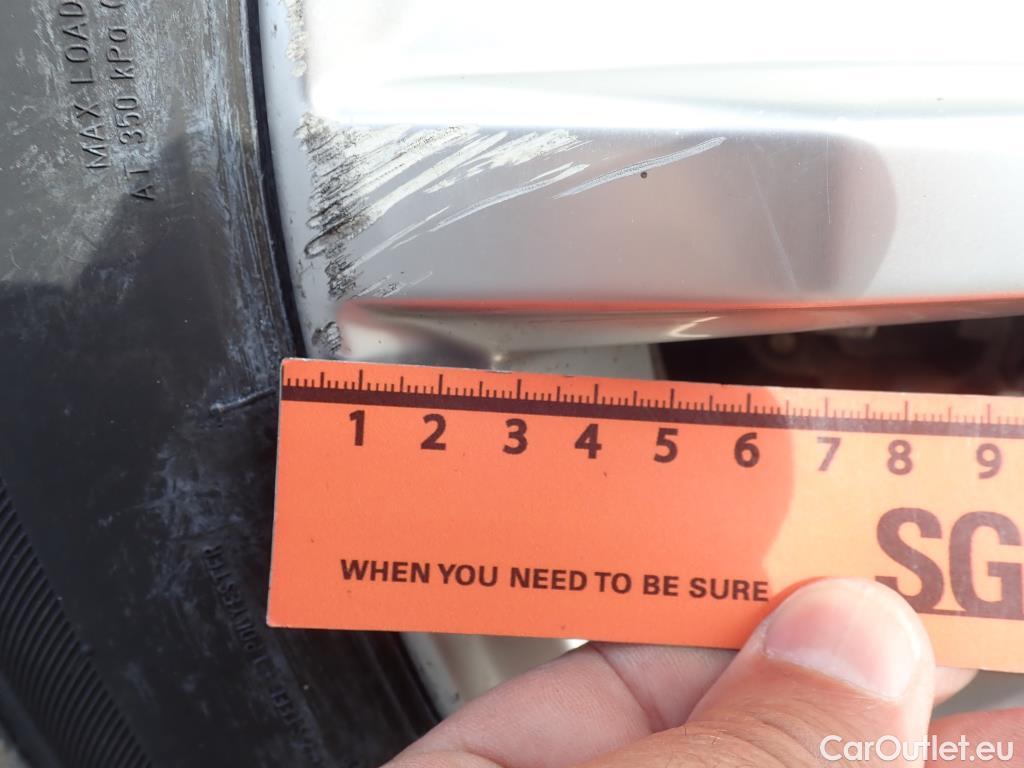 MAX LOAD
AT 350 kPa (
1 2 3 4 5 6 7 8 9
SG
WHEN YOU NEED TO BE SURE
CarOutlet.eu